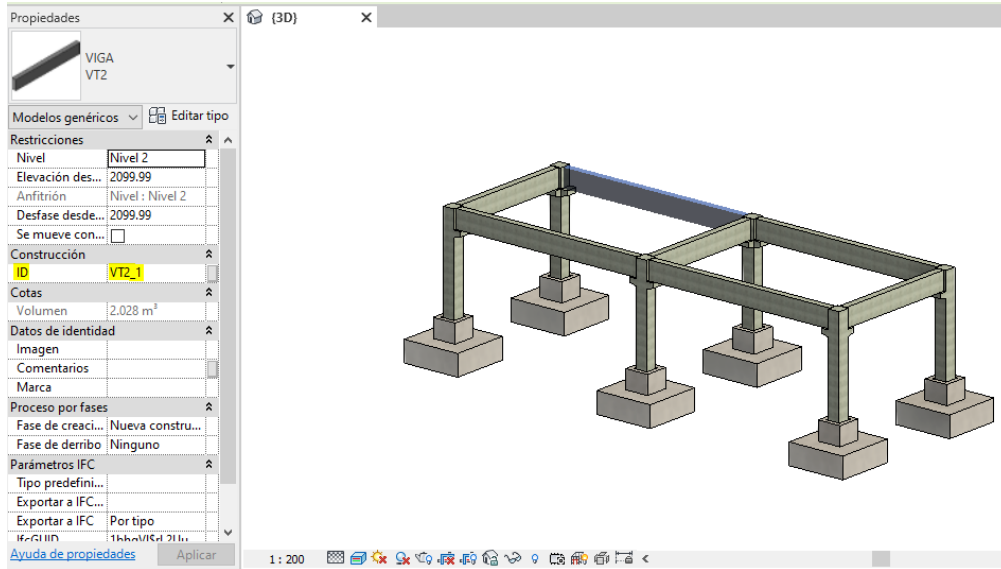 Propiedades
{3D}
VIGA
VT2
Modelos genéricos
Editar tipo
Restricciones
Nivel Nivel 2
Elevación des... 2099.99
Anfitrión Nivel : Nivel 2
Desfase desde... 2099.99
Se mueve con...
Construcción
ID VT2_1
Cotas
Volumen 2.028 m³
Datos de identidad
Imagen
Comentarios
Marca
Proceso por fases
Fase de creaci... Nueva constru...
Fase de derribo Ninguno
Parámetros IFC
Tipo predefini...
Exportar a IFC...
Exportar a IFC Por tipo
IfcGUID
Ayuda de propiedades
Aplicar
1 : 200